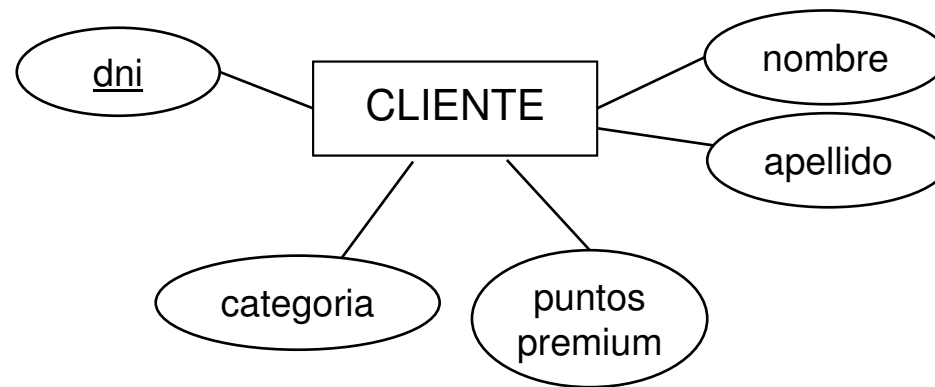 dni
CLIENTE
nombre
apellido
categoria
puntos
premium